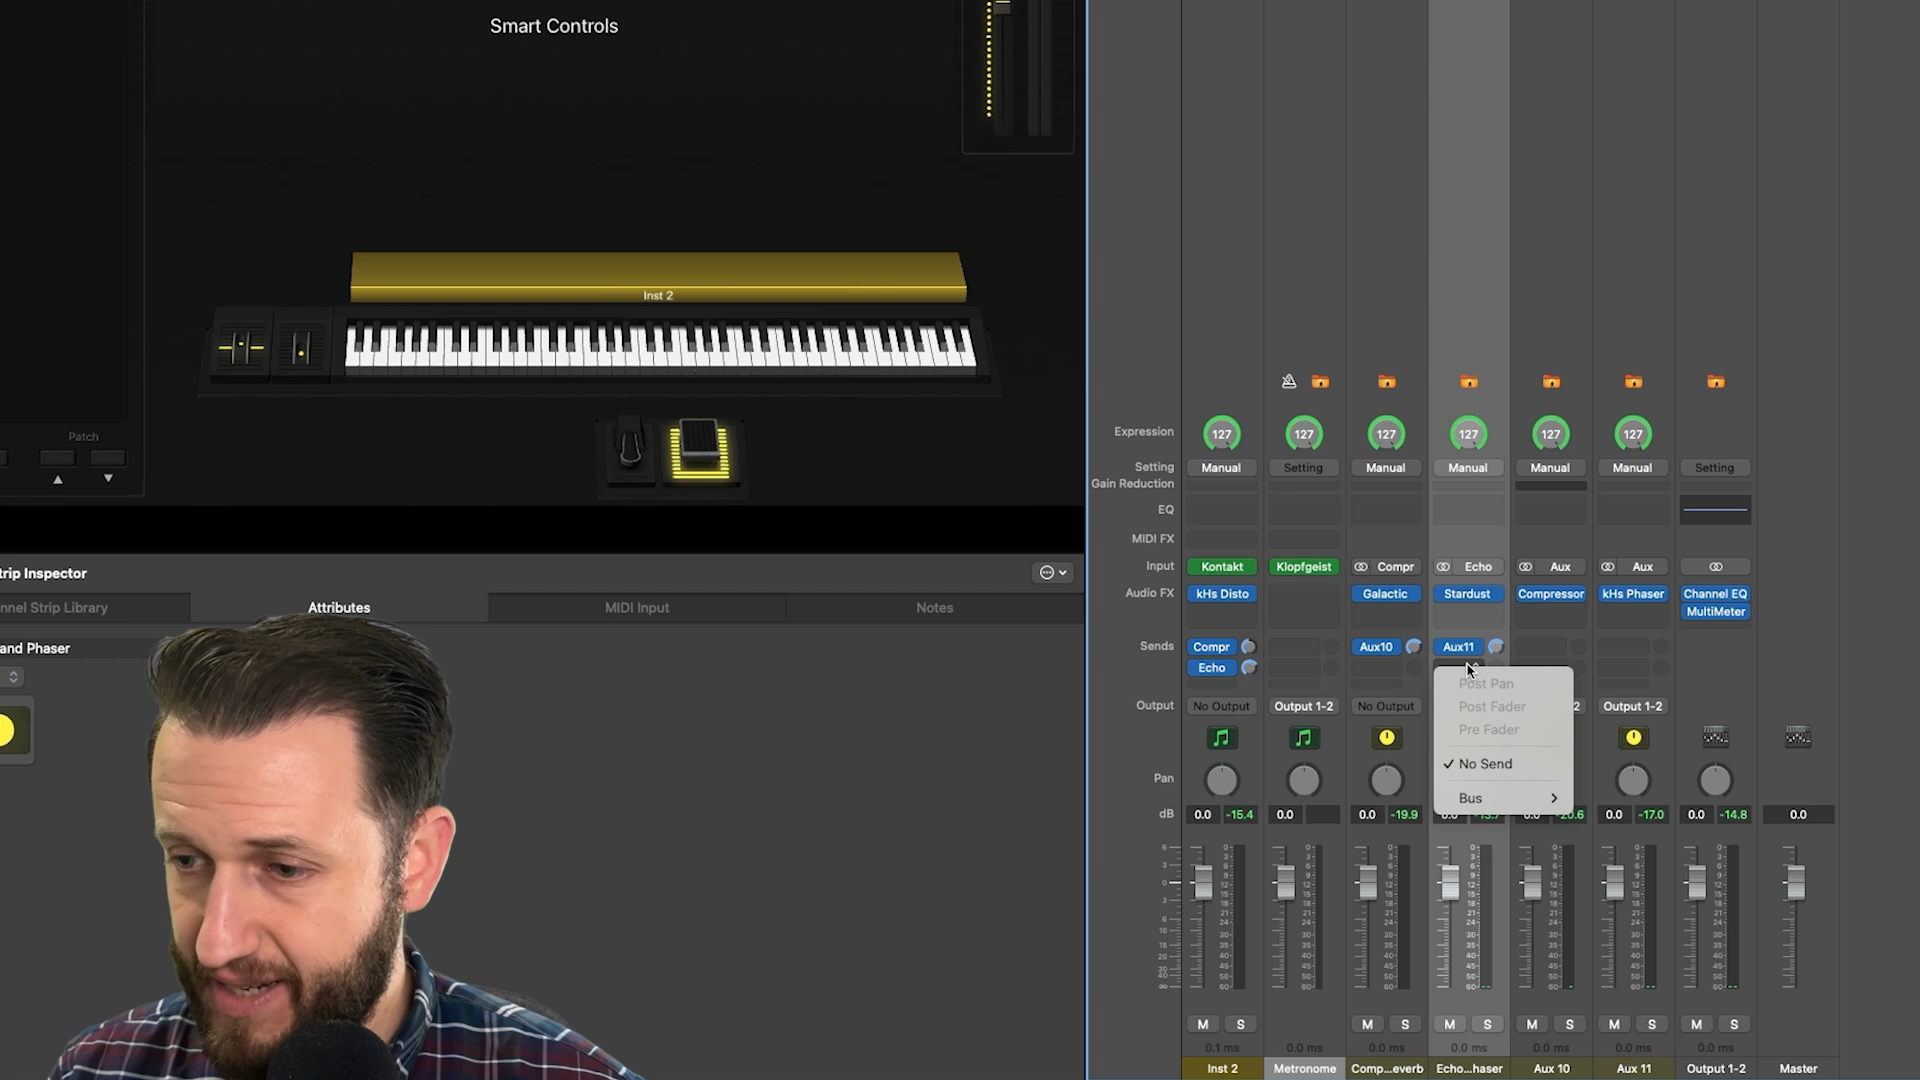 Smart Controls
Inst 2
Patch
Expression 127 127 127 127 127 127
Setting Manual Setting Manual Manual Manual Manual Setting
Gain Reduction
EQ
MIDI FX
Input Kontakt Klopfgeist Compr Echo Aux Aux
Audio FX kHs Disto Galactic Stardust Compressor kHs Phaser Channel EQ
MultiMeter
Sends Compr Aux10 Aux11
Echo
Output No Output Output 1-2 No Output 2 Output 1-2
Post Pan
Post Fader
Pre Fader
No Send
Bus
Pan
dB 0.0 -15.4 0.0 0.0 -19.9 0.0 -17.0 0.0 -14.8 0.0
trip Inspector
nnel Strip Library Attributes MIDI Input Notes
and Phaser
M S M S M S M S M S M S
0.1 ms 0.0 ms 0.0 ms 0.0 ms 0.0 ms 0.0 ms 0.0 ms
Inst 2 Metronome Comp...everb Echo...haser Aux 10 Aux 11 Output 1-2 Master